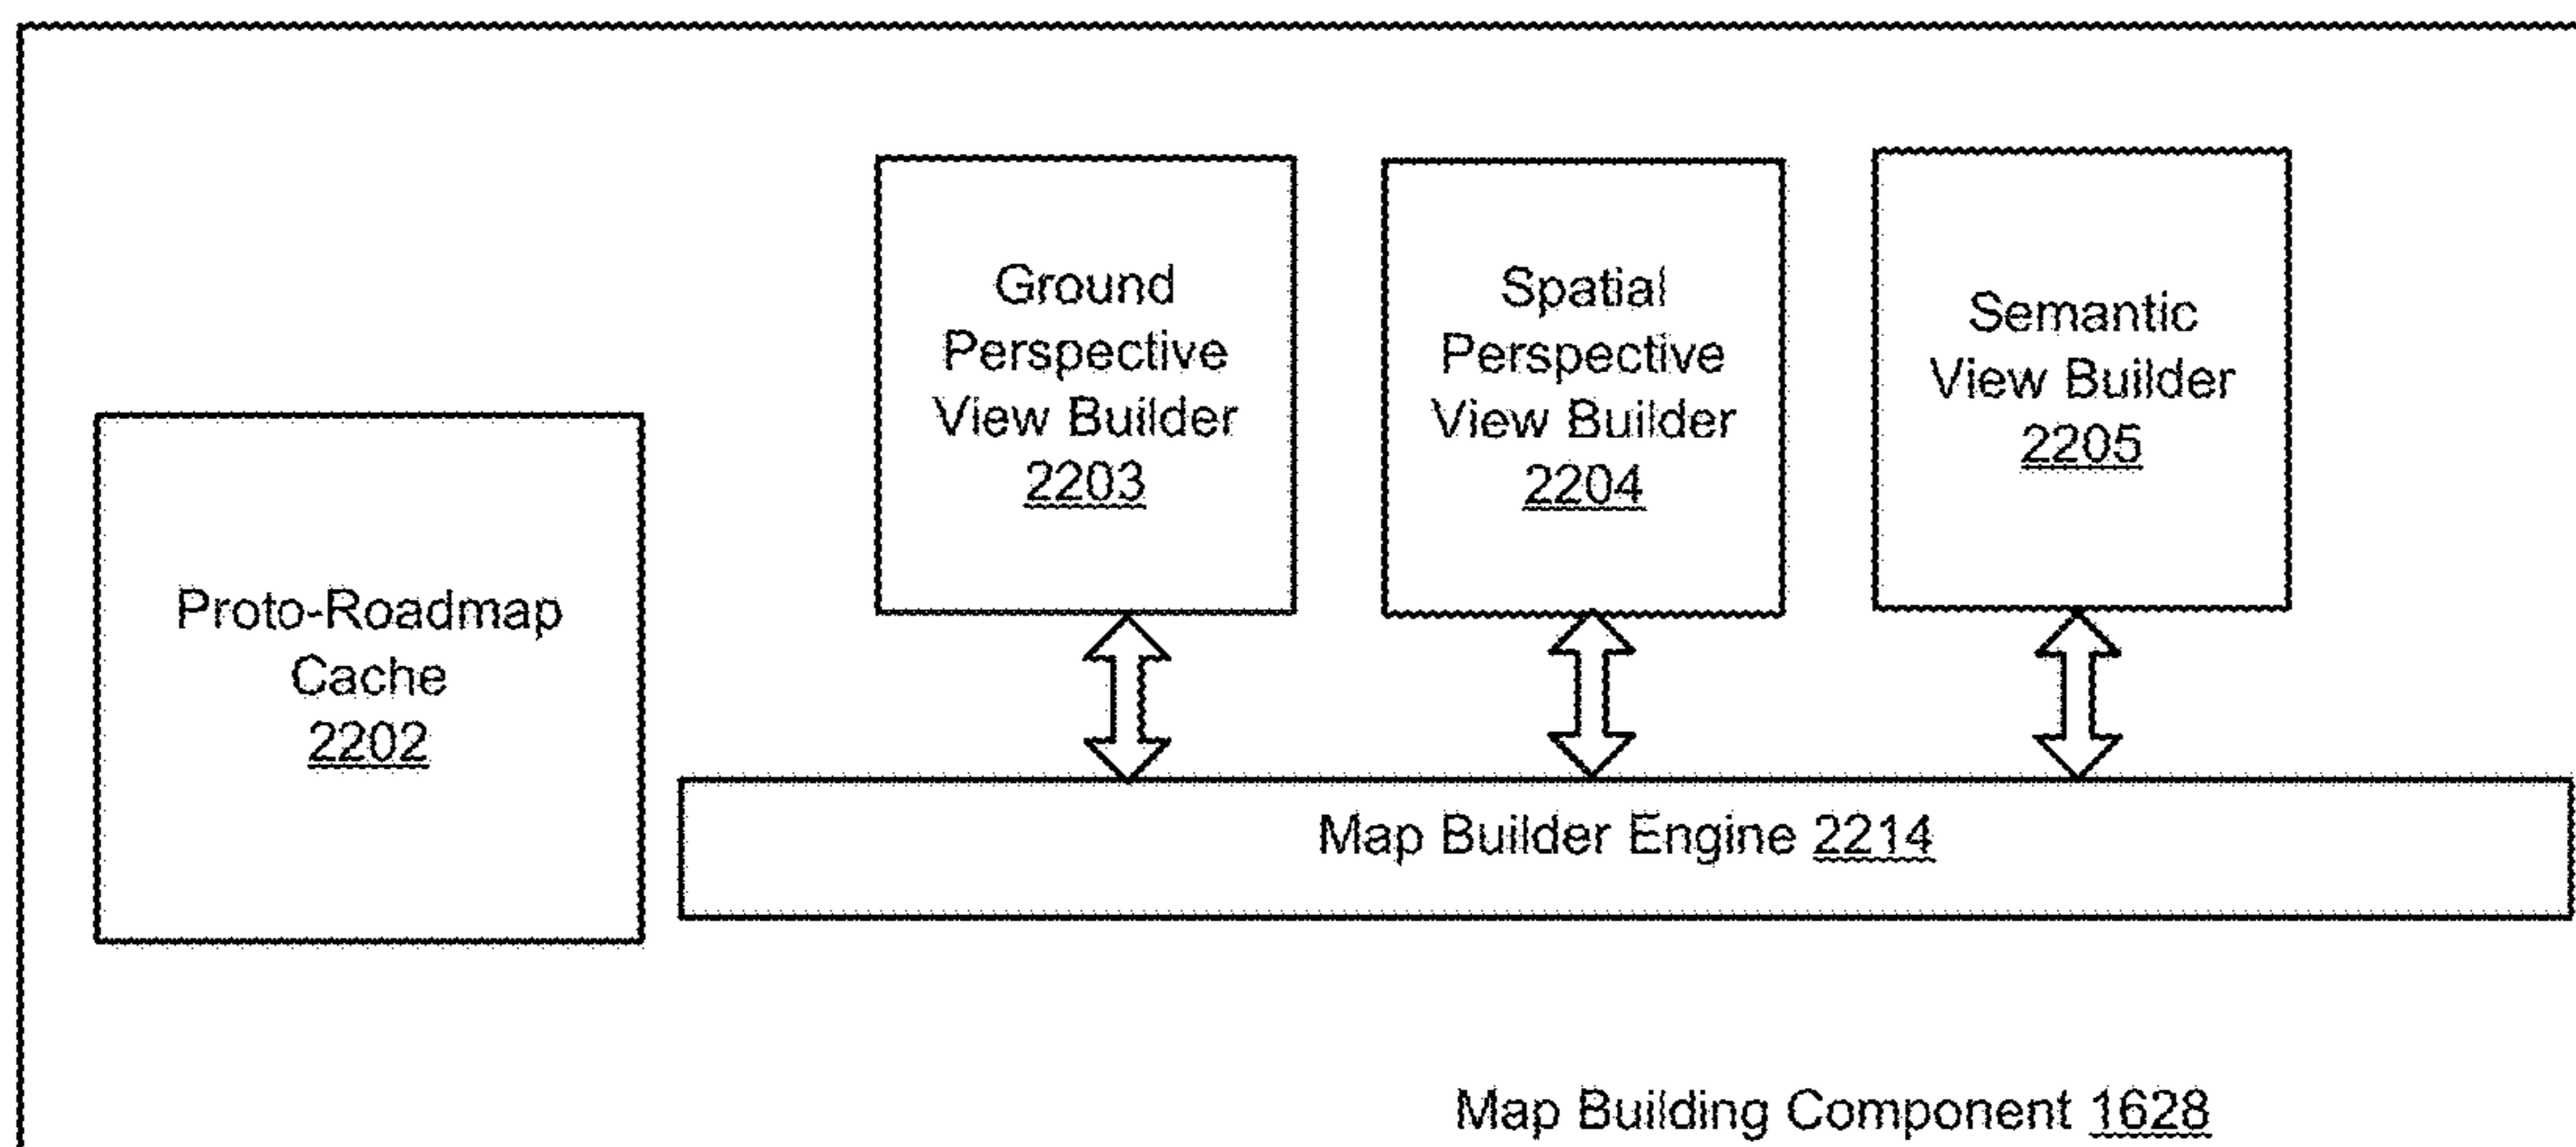 Ground
Perspective
View Builder
2203
Spatial
Perspective
View Builder
2204
Semantic
View Builder
2205
Proto-Roadmap
Cache
2202
Map Builder Engine 2214
Map Building Component 1628